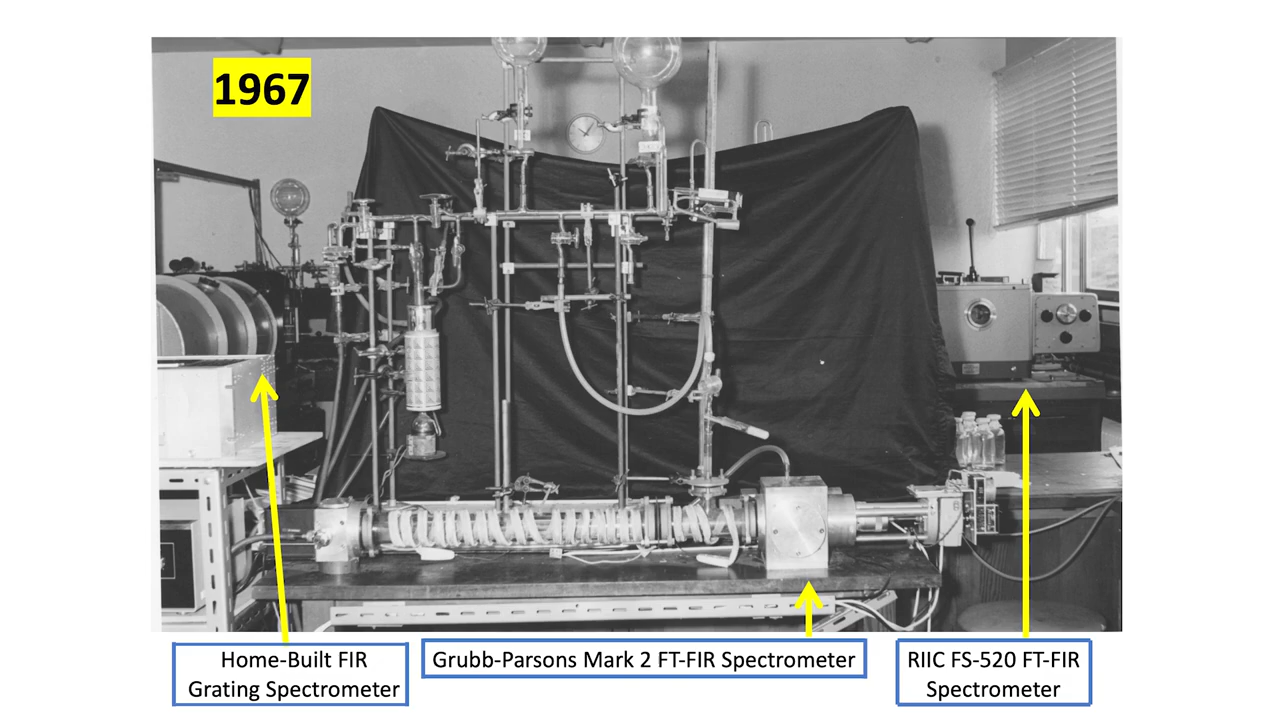 1967
Home-Built FIR
Grating Spectrometer
Grubb-Parsons Mark 2 FT-FIR Spectrometer
RIIC FS-520 FT-FIR
Spectrometer